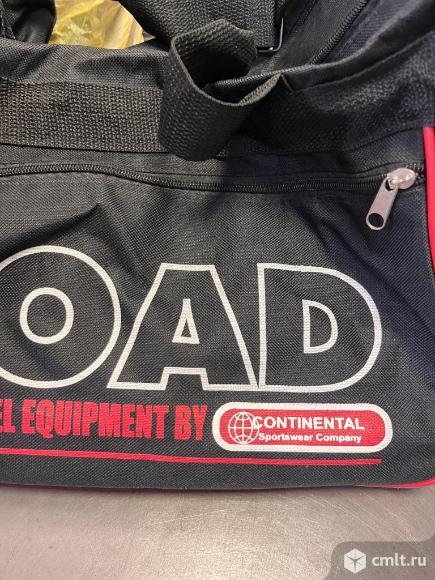 OAD
EL EQUIPMENT BY
CONTINENTAL
Sportswear Company
cmlt.ru